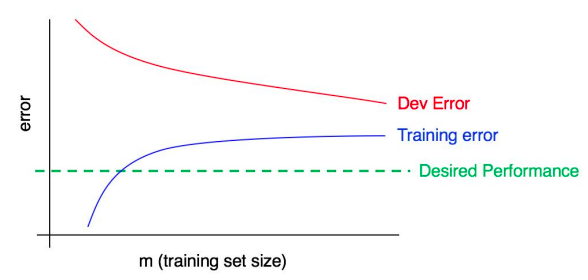 error
Dev Error
Training error
Desired Performance
m (training set size)